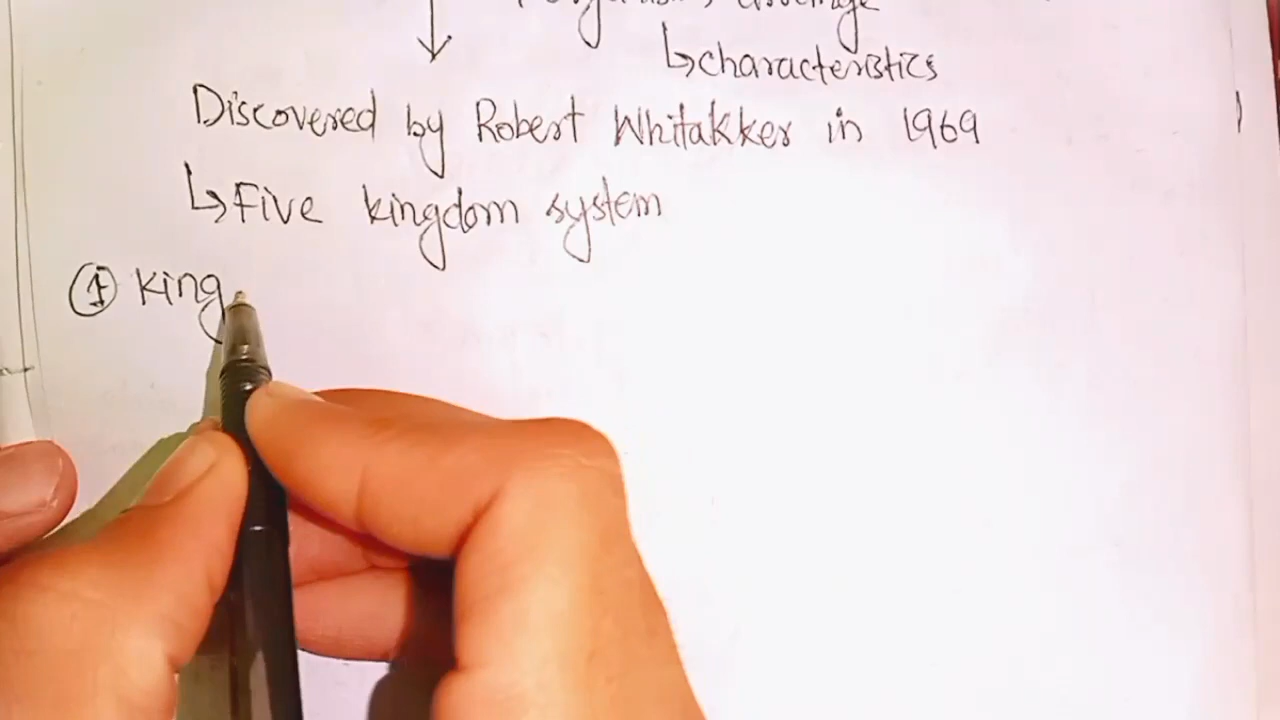 characteristics
Discovered by Robert Whitakker in 1969
Five kingdom system
① King